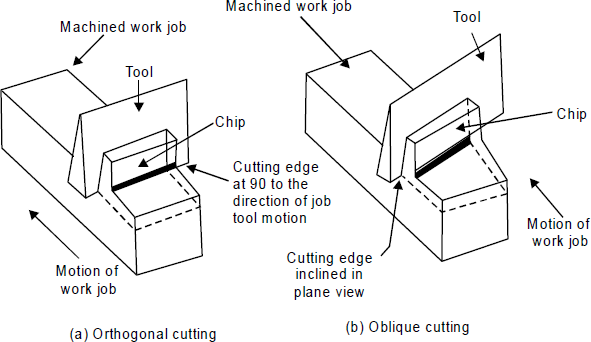 Machined work job
Tool
Chip
Cutting edge
at 90 to the
direction of job
tool motion
Motion of
work job
(a) Orthogonal cutting
Machined work job
Tool
Chip
Motion of
work job
Cutting edge
inclined in
plane view
(b) Oblique cutting